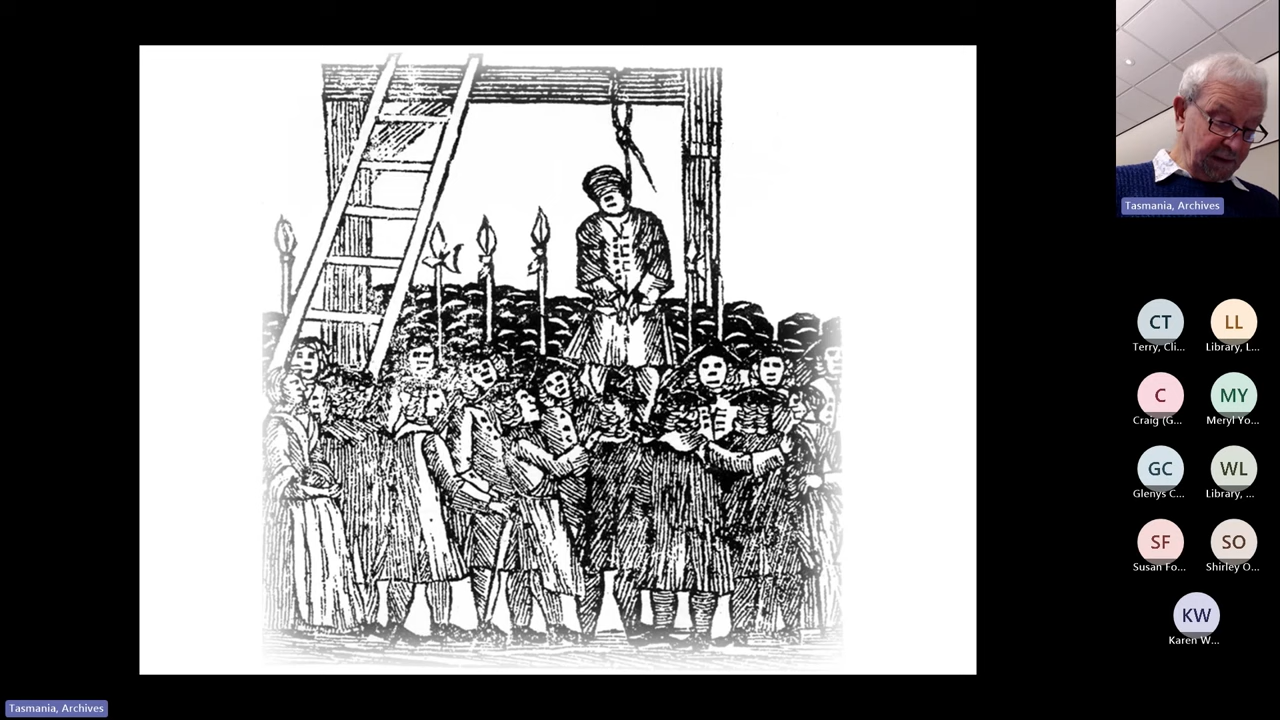 Tasmania, Archives
CT
Terry, Cli...
LL
Library, L...
C
Craig (G...
MY
Meryl Yo...
GC
Glenys C...
WL
Library, ...
SF
Susan Fo...
SO
Shirley O...
KW
Karen W...
Tasmania, Archives